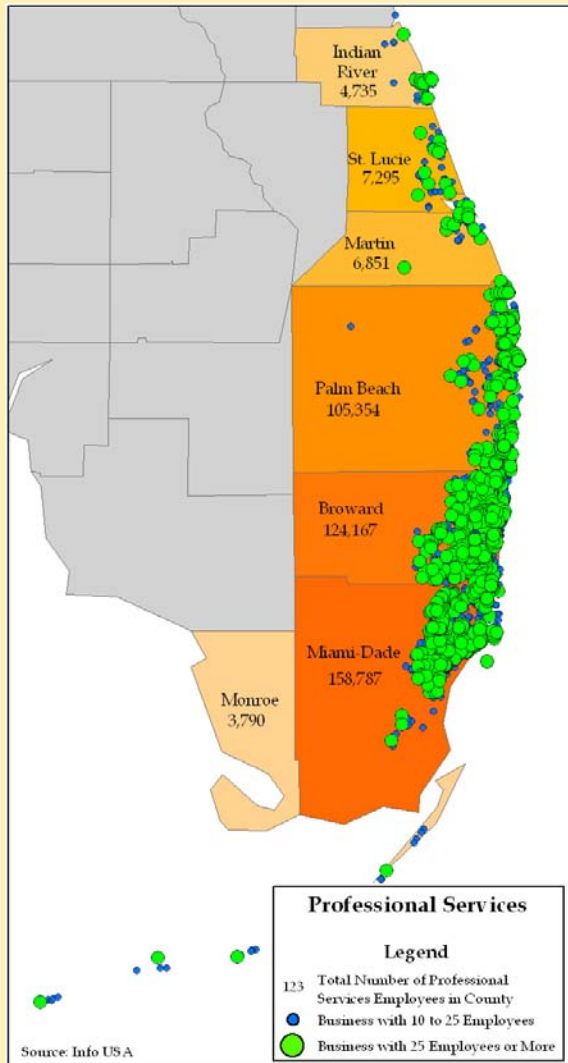 Indian
River
4,735
St. Lucie
7,295
Martin
6,851
Palm Beach
105,354
Broward
124,167
Miami-Dade
158,787
Monroe
3,790
Professional Services
Legend
123 Total Number of Professional
Services Employees in County
Business with 10 to 25 Employees
Business with 25 Employees or More
Source: Info USA